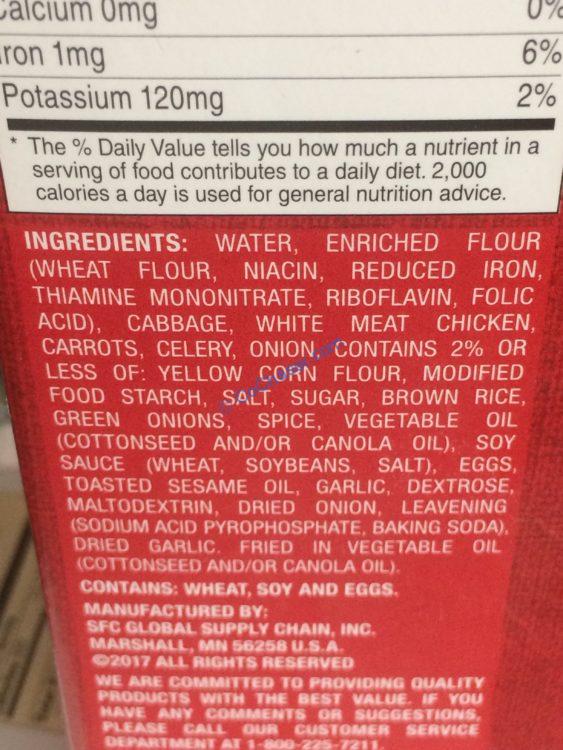 Calcium 0mg 0%
Iron 1mg 6%
Potassium 120mg 2%
* The % Daily Value tells you how much a nutrient in a
serving of food contributes to a daily diet. 2,000
calories a day is used for general nutrition advice.
INGREDIENTS: WATER, ENRICHED FLOUR
(WHEAT FLOUR, NIACIN, REDUCED IRON,
THIAMINE MONONITRATE, RIBOFLAVIN, FOLIC
ACID), CABBAGE, WHITE MEAT CHICKEN,
CARROTS, CELERY, ONION. CONTAINS 2% OR
LESS OF: YELLOW CORN FLOUR, MODIFIED
FOOD STARCH, SALT, SUGAR, BROWN RICE,
GREEN ONIONS, SPICE, VEGETABLE OIL
(COTTONSEED AND/OR CANOLA OIL), SOY
SAUCE (WHEAT, SOYBEANS, SALT), EGGS,
TOASTED SESAME OIL, GARLIC, DEXTROSE,
MALTODEXTRIN, DRIED ONION, LEAVENING
(SODIUM ACID PYROPHOSPHATE, BAKING SODA),
DRIED GARLIC. FRIED IN VEGETABLE OIL
(COTTONSEED AND/OR CANOLA OIL).
CONTAINS: WHEAT, SOY AND EGGS.
MANUFACTURED BY:
SFC GLOBAL SUPPLY CHAIN, INC.
MARSHALL, MN 56258 U.S.A.
©2017 ALL RIGHTS RESERVED
WE ARE COMMITTED TO PROVIDING QUALITY
PRODUCTS WITH THE BEST VALUE. IF YOU
HAVE ANY COMMENTS OR SUGGESTIONS,
PLEASE CALL OUR CUSTOMER SERVICE
DEPARTMENT AT 1-800-225-7211.